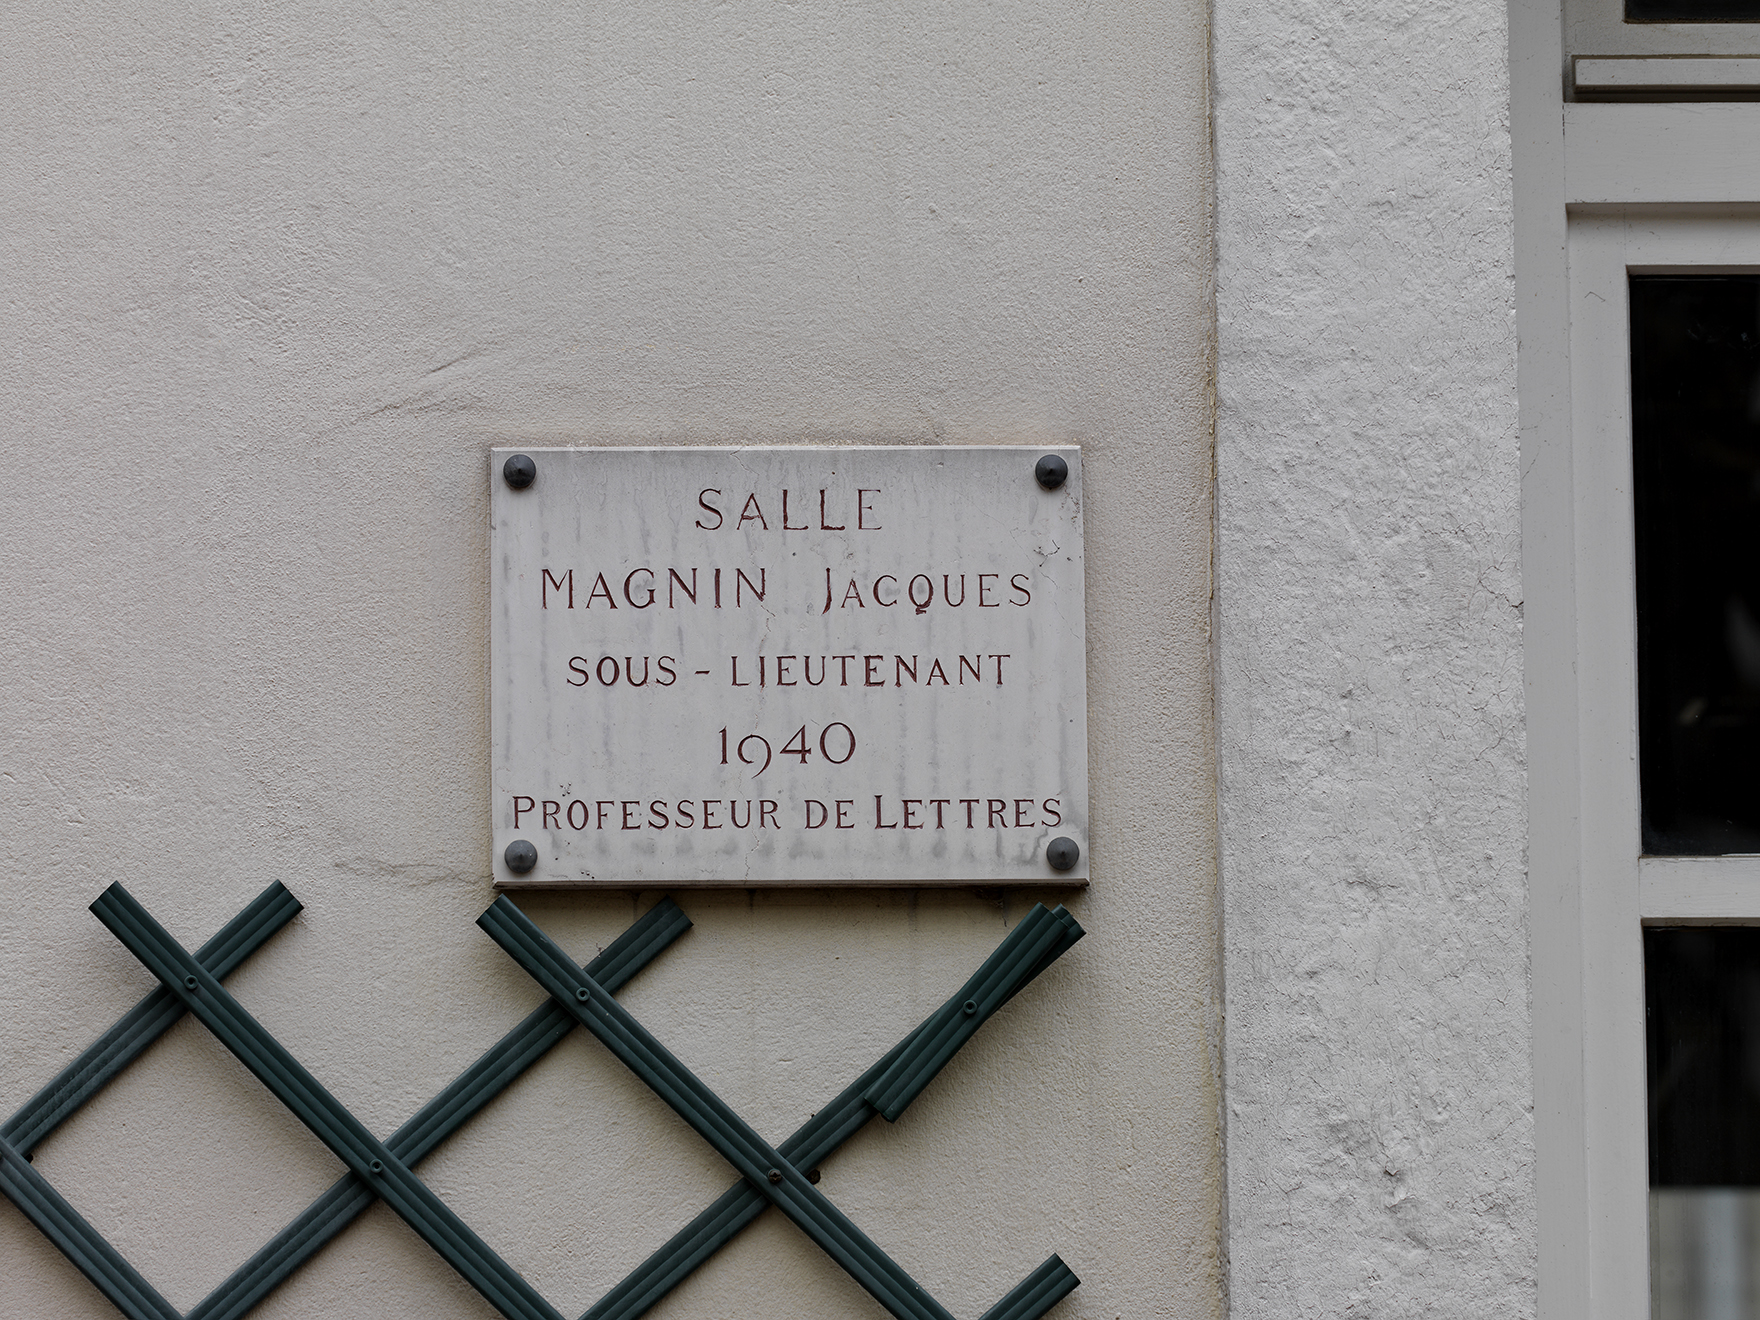 SALLE
MAGNIN JACQUES
SOUS - LIEUTENANT
1940
PROFESSEUR DE LETTRES